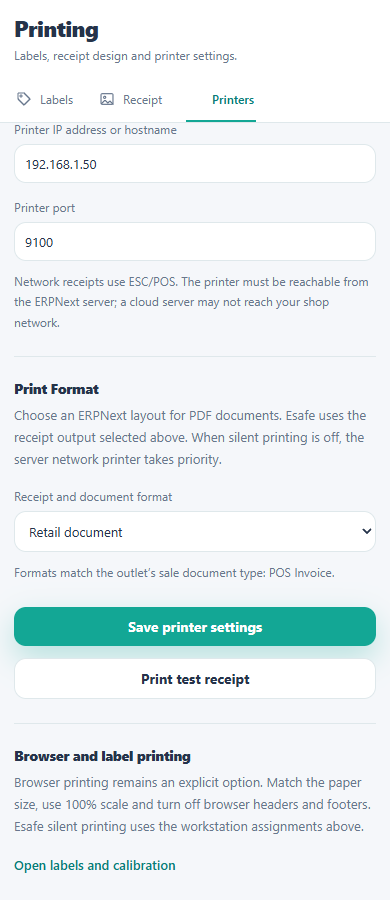 Printing
Labels, receipt design and printer settings.
Labels
Receipt
Printers
Printer IP address or hostname
192.168.1.50
Printer port
9100
Network receipts use ESC/POS. The printer must be reachable from
the ERPNext server; a cloud server may not reach your shop
network.
Print Format
Choose an ERPNext layout for PDF documents. Esafe uses the
receipt output selected above. When silent printing is off, the
server network printer takes priority.
Receipt and document format
Retail document
Formats match the outlet's sale document type: POS Invoice.
Save printer settings
Print test receipt
Browser and label printing
Browser printing remains an explicit option. Match the paper
size, use 100% scale and turn off browser headers and footers.
Esafe silent printing uses the workstation assignments above.
Open labels and calibration